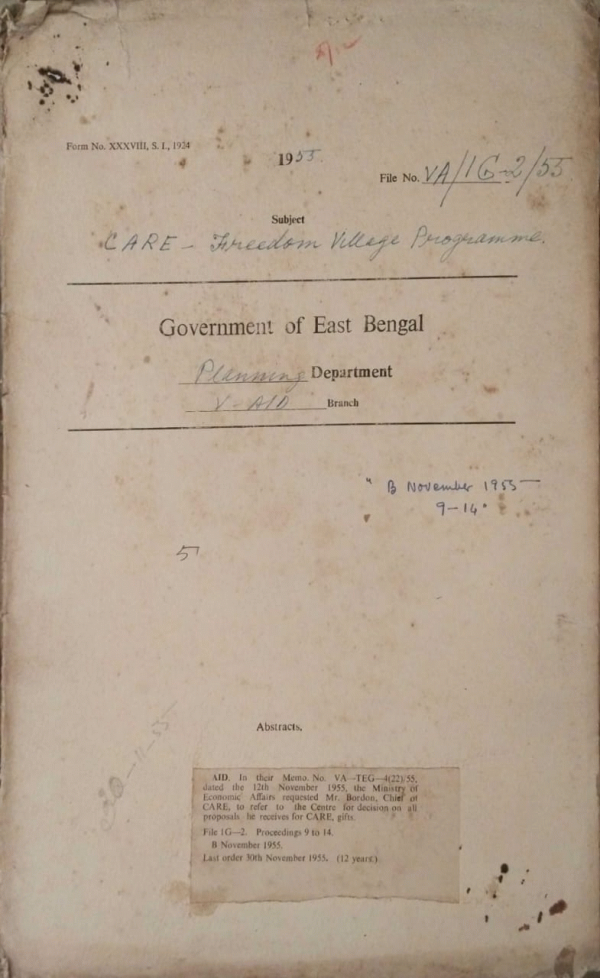 Form No. XXXVIII, S. I., 1924
1955.
File No. VA/1G-2/55
Subject
CARE - Freedom Village Programme.
Government of East Bengal
Planning Department
V-AID Branch
" B November 1955 —
9-14"
5
Abstracts.
AID. In their Memo. No. VA—TEG—4(22)/55,
dated the 12th November 1955, the Ministry of
Economic Affairs requested Mr. Bordon, Chief of
CARE, to refer to the Centre for decision on all
proposals he receives for CARE, gifts.
File 1G—2. Proceedings 9 to 14.
B November 1955.
Last order 30th November 1955. (12 years)